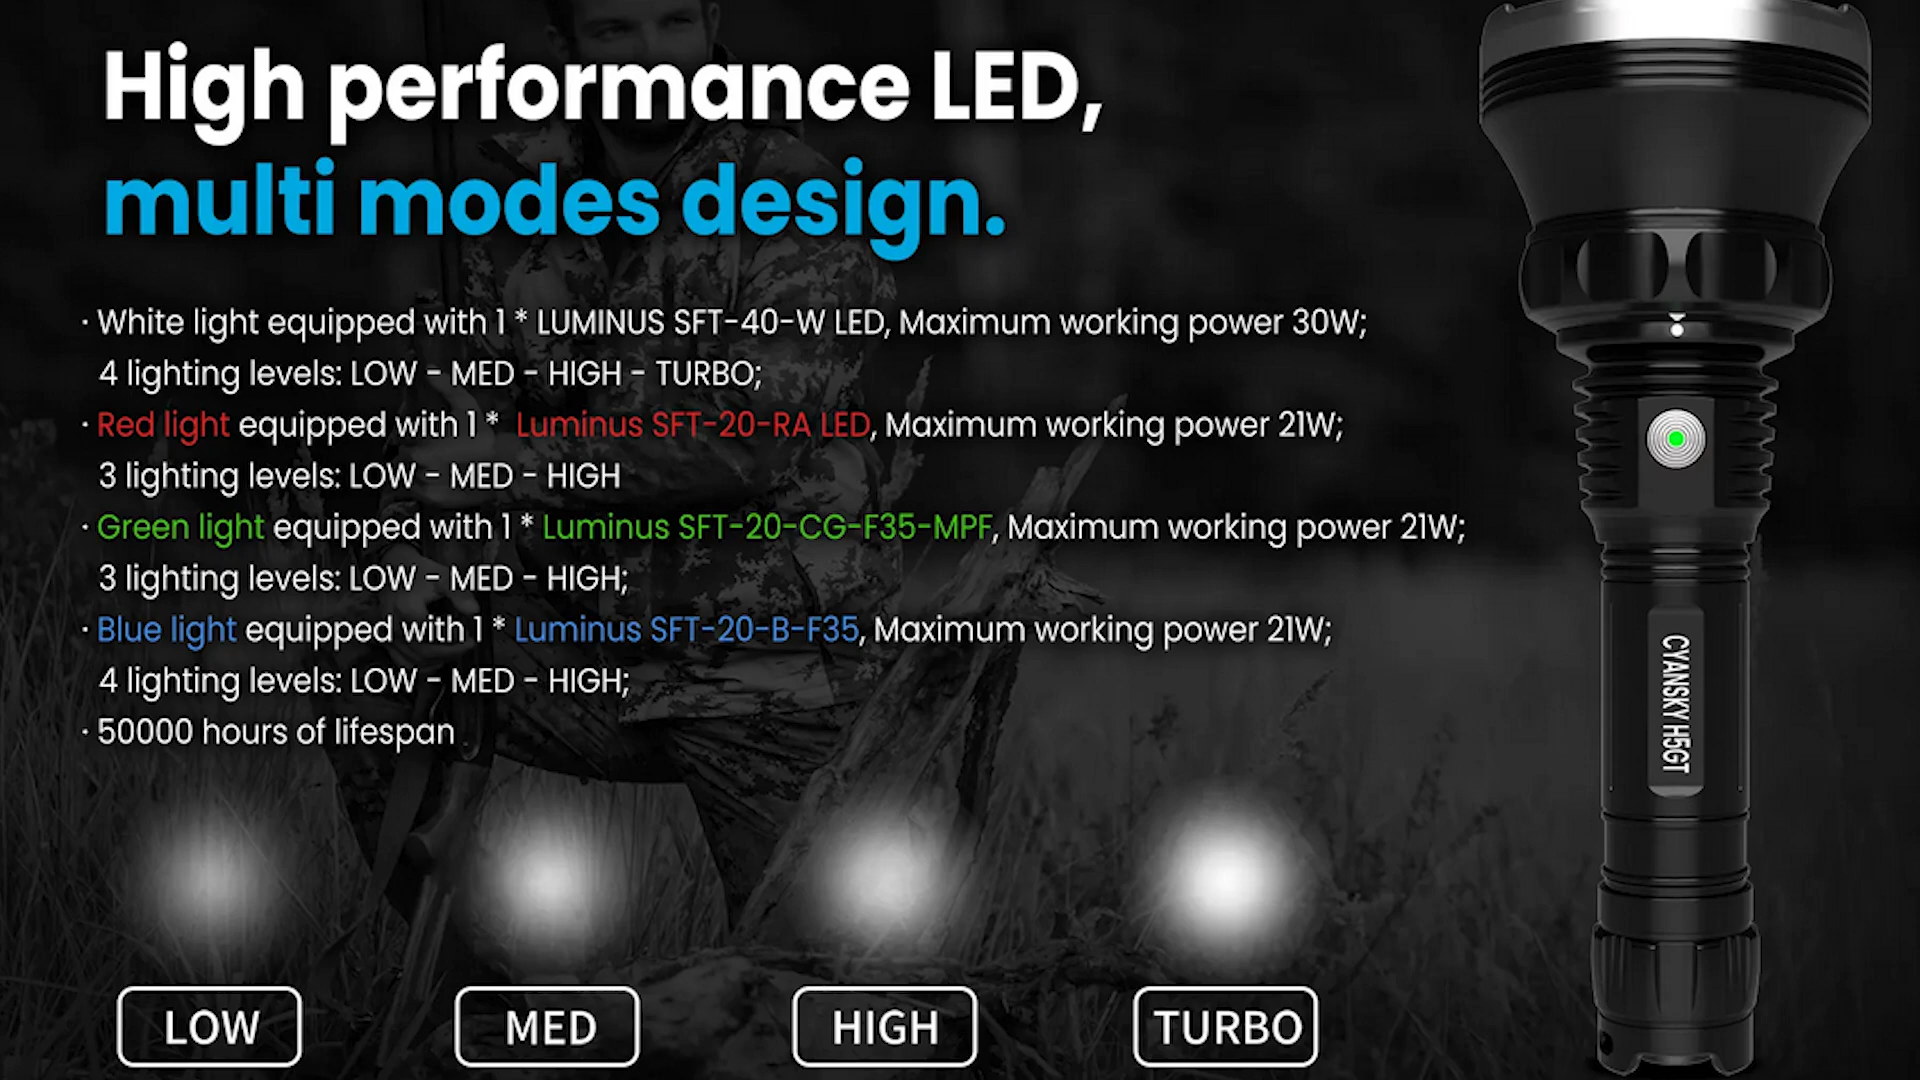 High performance LED,
multi modes design.
· White light equipped with 1 * LUMINUS SFT-40-W LED, Maximum working power 30W;
4 lighting levels: LOW - MED - HIGH - TURBO;
· Red light equipped with 1 * Luminus SFT-20-RA LED, Maximum working power 21W;
3 lighting levels: LOW - MED - HIGH
· Green light equipped with 1 * Luminus SFT-20-CG-F35-MPF, Maximum working power 21W;
3 lighting levels: LOW - MED - HIGH;
· Blue light equipped with 1 * Luminus SFT-20-B-F35, Maximum working power 21W;
4 lighting levels: LOW - MED - HIGH;
· 50000 hours of lifespan
LOW
MED
HIGH
TURBO
CYANSKY H5GT